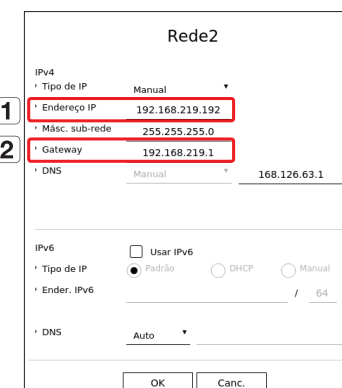 Rede2
IPv4
Tipo de IP Manual
1 Endereço IP 192.168.219.192
Másc. sub-rede 255.255.255.0
2 Gateway 192.168.219.1
DNS Manual 168.126.63.1
IPv6 Usar IPv6
Tipo de IP Padrão DHCP Manual
Ender. IPv6 / 64
DNS Auto
OK Canc.